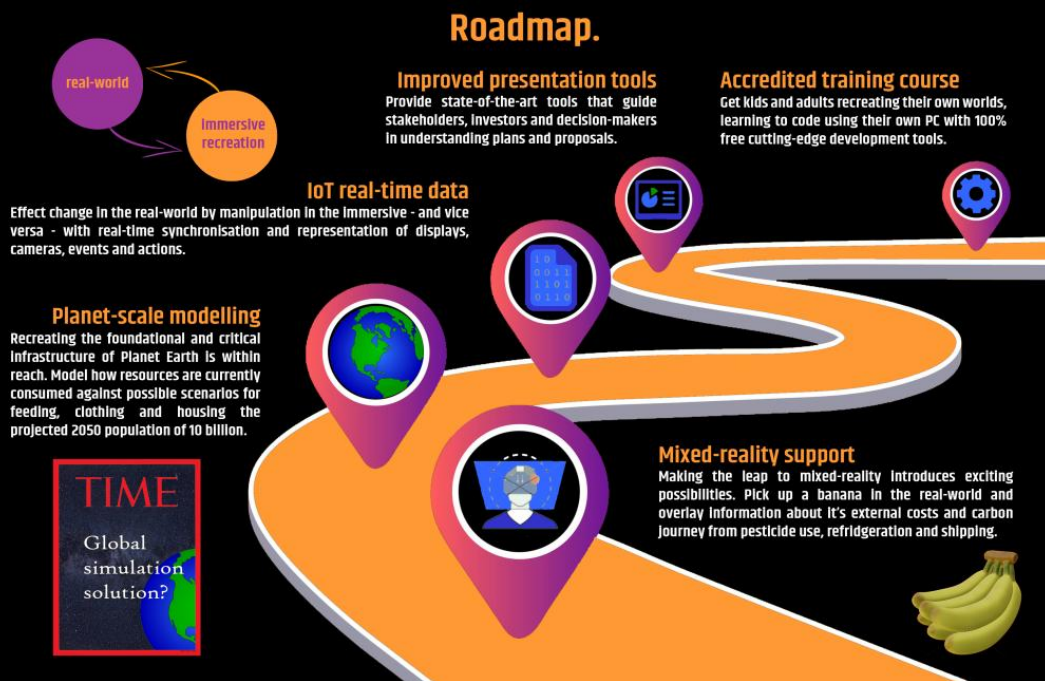 Roadmap.
real-world
immersive
recreation
Improved presentation tools
Provide state-of-the-art tools that guide
stakeholders, investors and decision-makers
in understanding plans and proposals.
Accredited training course
Get kids and adults recreating their own worlds,
learning to code using their own PC with 100%
free cutting-edge development tools.
IoT real-time data
Effect change in the real-world by manipulation in the immersive - and vice
versa - with real-time synchronisation and representation of displays,
cameras, events and actions.
10
0011
1101
0110
Planet-scale modelling
Recreating the foundational and critical
infrastructure of Planet Earth is within
reach. Model how resources are currently
consumed against possible scenarios for
feeding, clothing and housing the
projected 2050 population of 10 billion.
TIME
Global
simulation
solution?
Mixed-reality support
Making the leap to mixed-reality introduces exciting
possibilities. Pick up a banana in the real-world and
overlay information about it's external costs and carbon
journey from pesticide use, refridgeration and shipping.